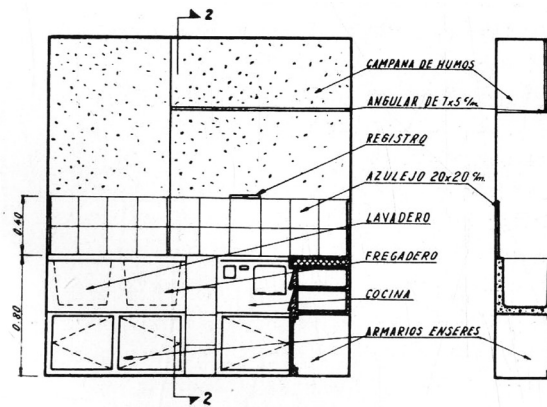 2
CAMPANA DE HUMOS
ANGULAR DE 7x5 c/m.
REGISTRO
AZULEJO 20x20 c/m.
LAVADERO
FREGADERO
COCINA
ARMARIOS ENSERES
0.40
0.80
2